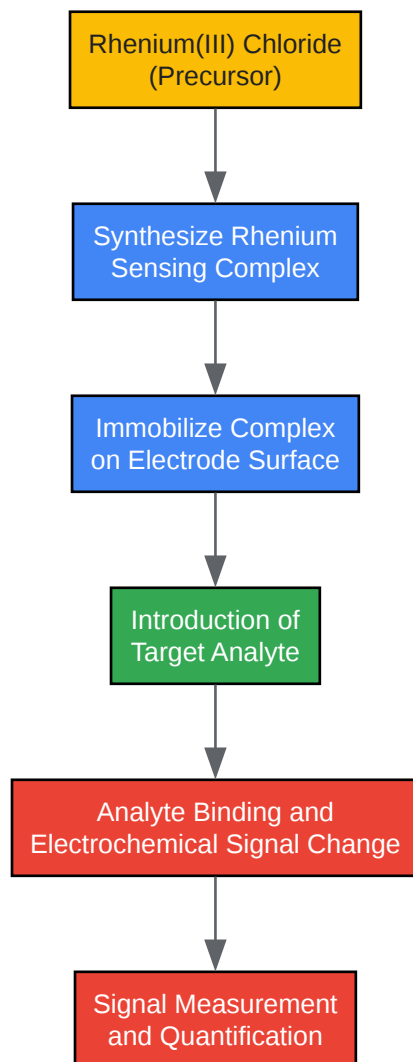 Rhenium(III) Chloride
(Precursor)
Synthesize Rhenium
Sensing Complex
Immobilize Complex
on Electrode Surface
Introduction of
Target Analyte
Analyte Binding and
Electrochemical Signal Change
Signal Measurement
and Quantification